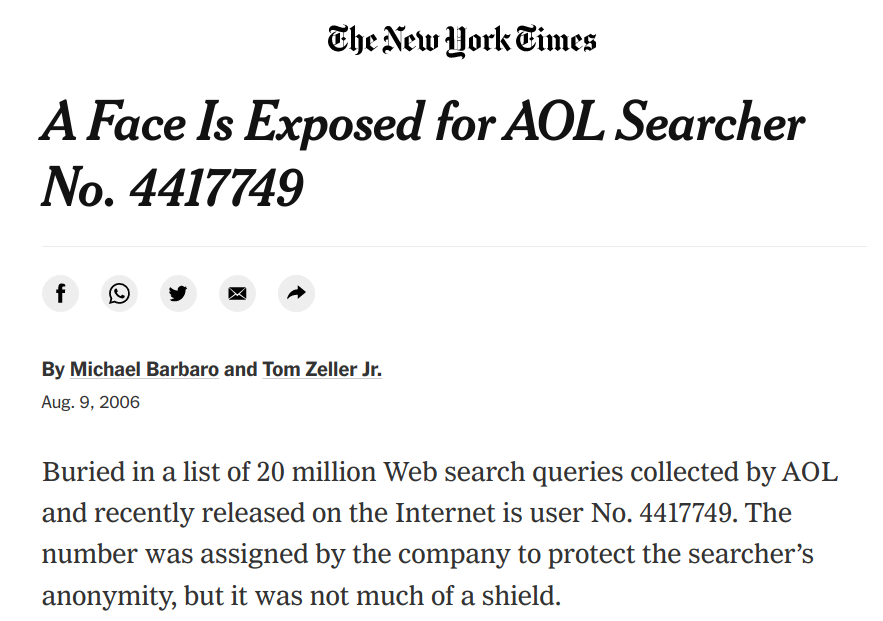 The New York Times
A Face Is Exposed for AOL Searcher
No. 4417749
By Michael Barbaro and Tom Zeller Jr.
Aug. 9, 2006
Buried in a list of 20 million Web search queries collected by AOL
and recently released on the Internet is user No. 4417749. The
number was assigned by the company to protect the searcher’s
anonymity, but it was not much of a shield.